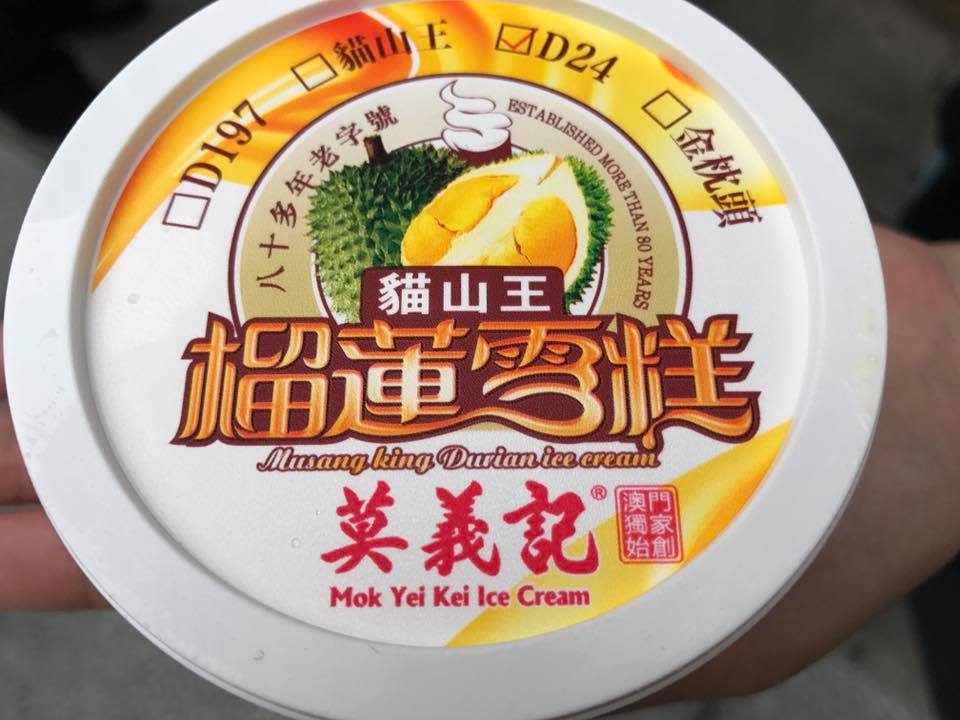 ☐D197
☐貓山王
☑D24
☐金枕頭
八十多年老字號
ESTABLISHED MORE THAN 80 YEARS
貓山王
榴蓮雪糕
Musang king Durian ice cream
莫義記®
澳門
獨家
始創
Mok Yei Kei Ice Cream